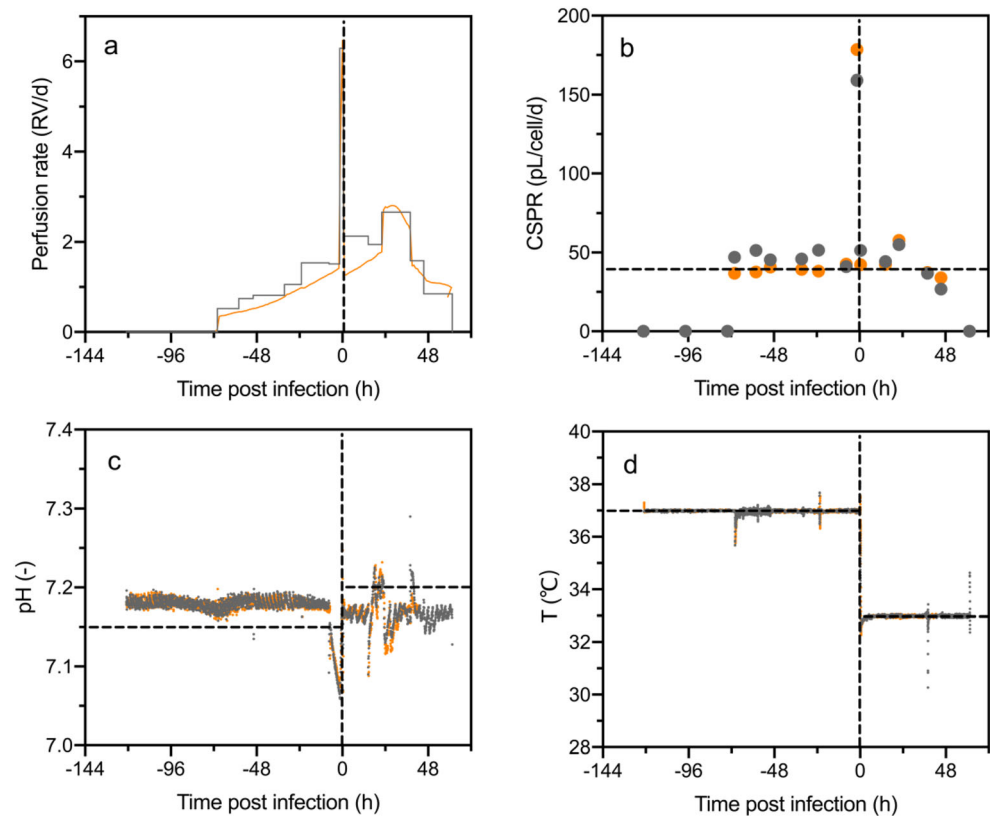 a
Perfusion rate (RV/d)
6
4
2
0
-144 -96 -48 0 48
Time post infection (h)
b
CSPR (pL/cell/d)
200
150
100
50
0
-144 -96 -48 0 48
Time post infection (h)
c
pH (-)
7.4
7.3
7.2
7.1
7.0
-144 -96 -48 0 48
Time post infection (h)
d
T (℃)
40
38
36
34
32
30
28
-144 -96 -48 0 48
Time post infection (h)